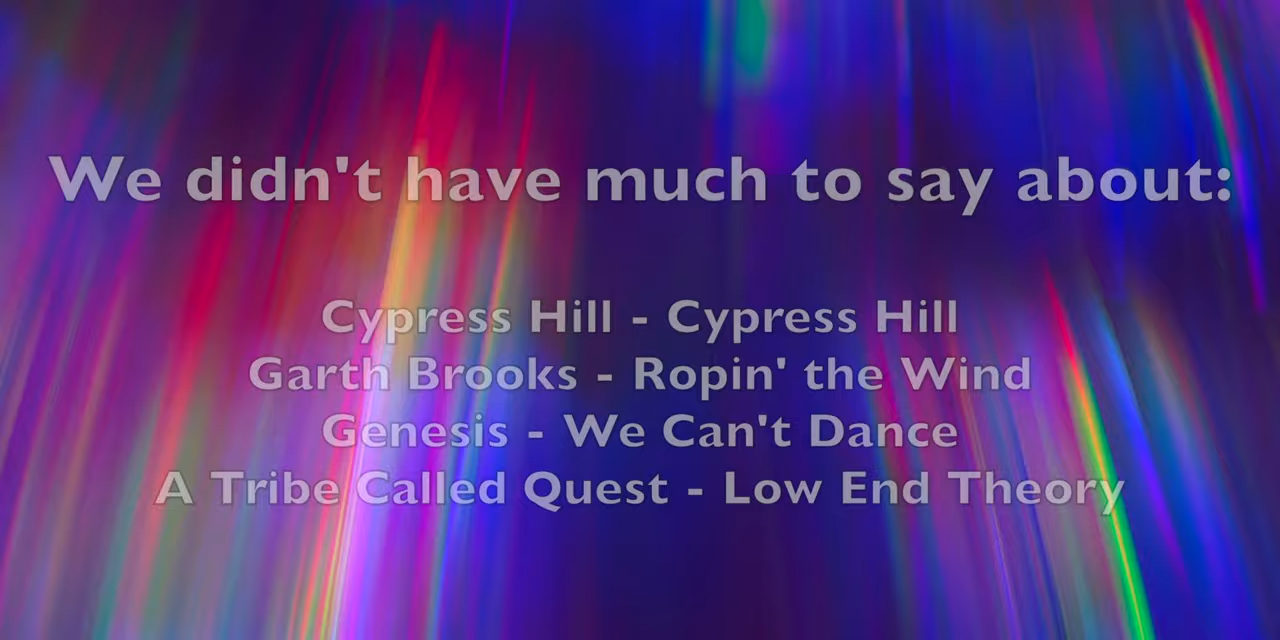 We didn't have much to say about:
Cypress Hill - Cypress Hill
Garth Brooks - Ropin' the Wind
Genesis - We Can't Dance
A Tribe Called Quest - Low End Theory